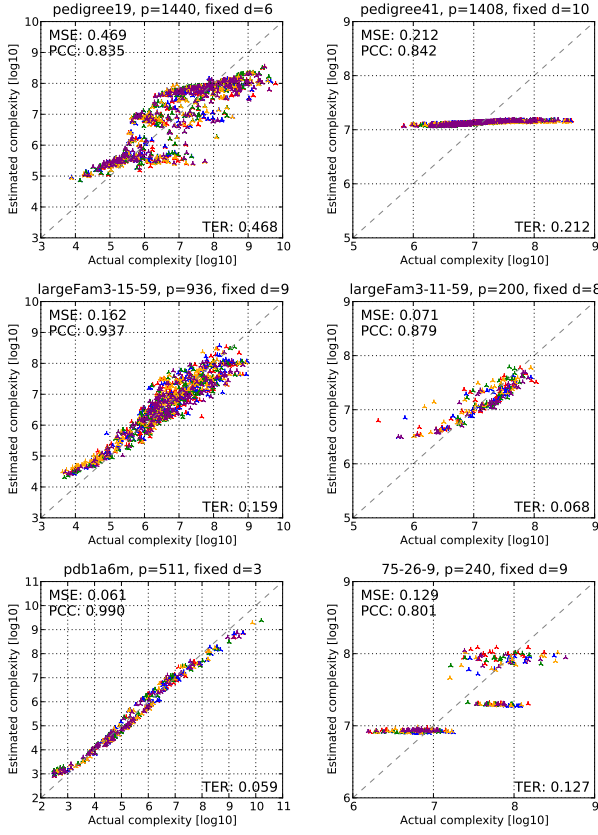 pedigree19, p=1440, fixed d=6
MSE: 0.469
PCC: 0.835
TER: 0.468
10
9
8
7
6
5
4
3
3 4 5 6 7 8 9 10
Estimated complexity [log10]
Actual complexity [log10]
pedigree41, p=1408, fixed d=10
MSE: 0.212
PCC: 0.842
TER: 0.212
9
8
7
6
5
5 6 7 8 9
Estimated complexity [log10]
Actual complexity [log10]
largeFam3-15-59, p=936, fixed d=9
MSE: 0.162
PCC: 0.937
TER: 0.159
10
9
8
7
6
5
4
3
3 4 5 6 7 8 9 10
Estimated complexity [log10]
Actual complexity [log10]
largeFam3-11-59, p=200, fixed d=8
MSE: 0.071
PCC: 0.879
TER: 0.068
9
8
7
6
5
5 6 7 8 9
Estimated complexity [log10]
Actual complexity [log10]
pdb1a6m, p=511, fixed d=3
MSE: 0.061
PCC: 0.990
TER: 0.059
11
10
9
8
7
6
5
4
3
2
2 3 4 5 6 7 8 9 10 11
Estimated complexity [log10]
Actual complexity [log10]
75-26-9, p=240, fixed d=9
MSE: 0.129
PCC: 0.801
TER: 0.127
9
8
7
6
6 7 8 9
Estimated complexity [log10]
Actual complexity [log10]